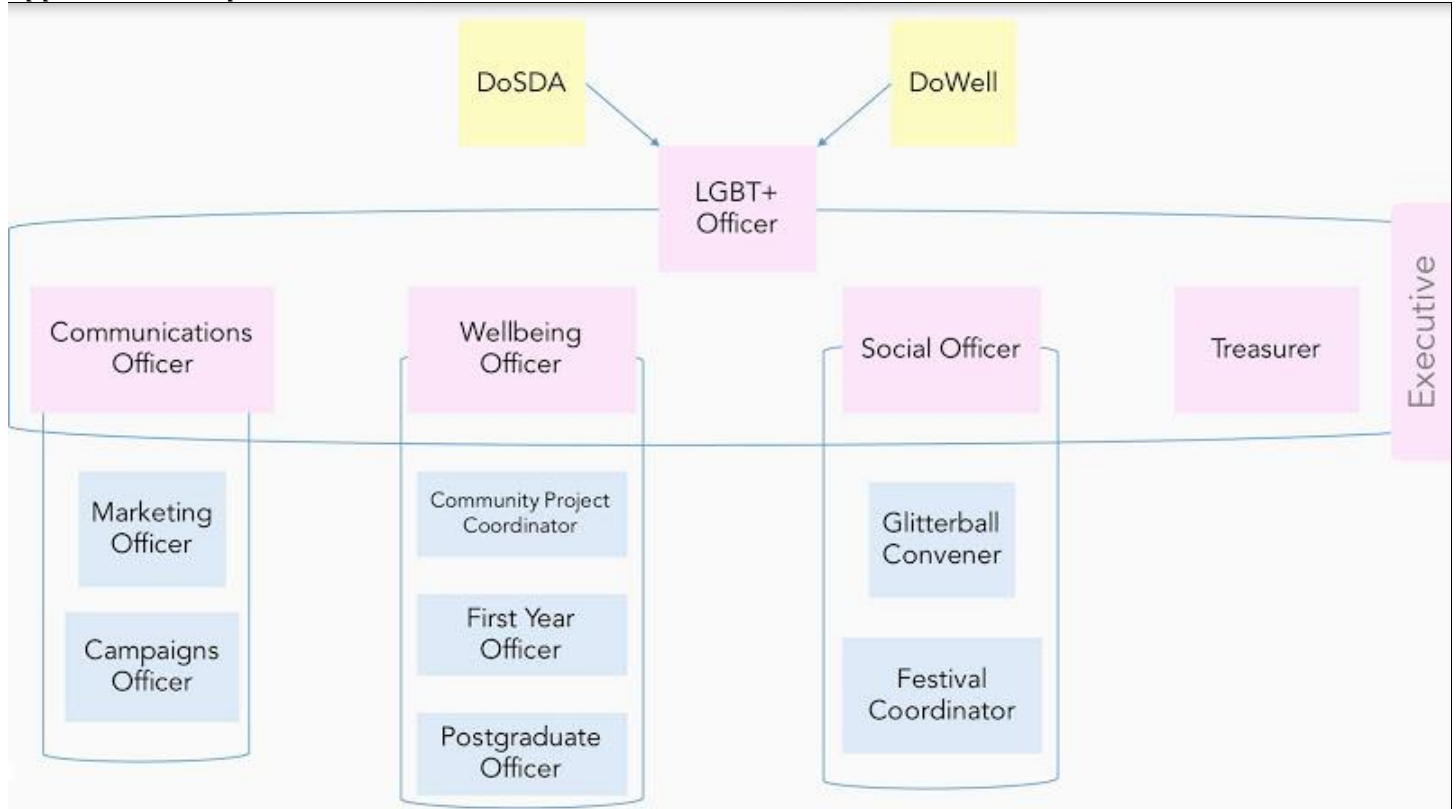 DoSDA
DoWell
LGBT+
Officer
Executive
Communications
Officer
Wellbeing
Officer
Social Officer
Treasurer
Marketing
Officer
Campaigns
Officer
Community Project
Coordinator
First Year
Officer
Postgraduate
Officer
Glitterball
Convener
Festival
Coordinator